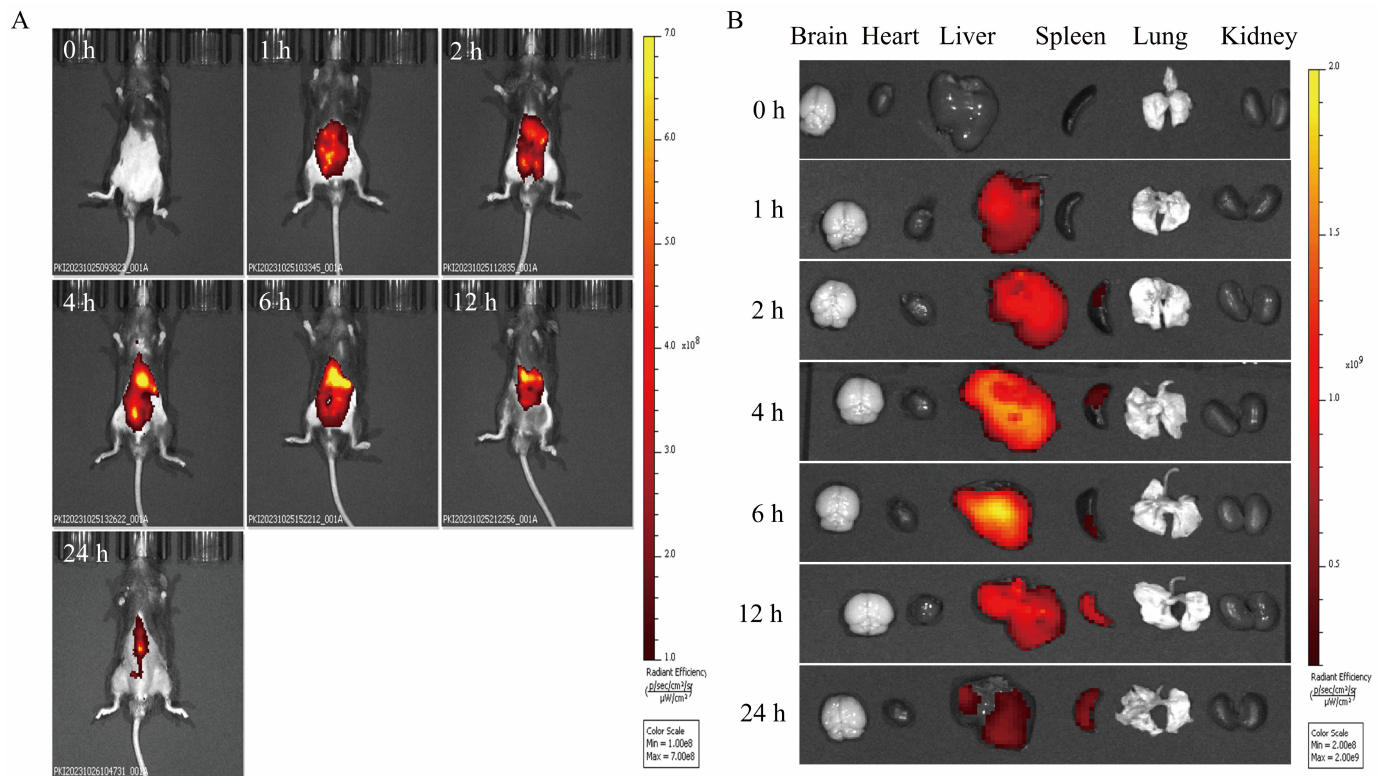 A
0 h
1 h
2 h
PKI20231025093823_001A
PKI20231025103345_001A
PKI20231025112835_001A
4 h
6 h
12 h
PKI20231025132622_001A
PKI20231025152212_001A
PKI20231025212256_001A
24 h
PKI20231026104731_001A
7.0
6.0
5.0
4.0
x10⁸
3.0
2.0
1.0
Radiant Efficiency
(p/sec/cm²/sr
µW/cm²)
Color Scale
Min = 1.00e8
Max = 7.00e8
B
Brain Heart Liver Spleen Lung Kidney
0 h
1 h
2 h
4 h
6 h
12 h
24 h
2.0
1.5
x10⁹
1.0
0.5
Radiant Efficiency
(p/sec/cm²/sr
µW/cm²)
Color Scale
Min = 2.00e8
Max = 2.00e9